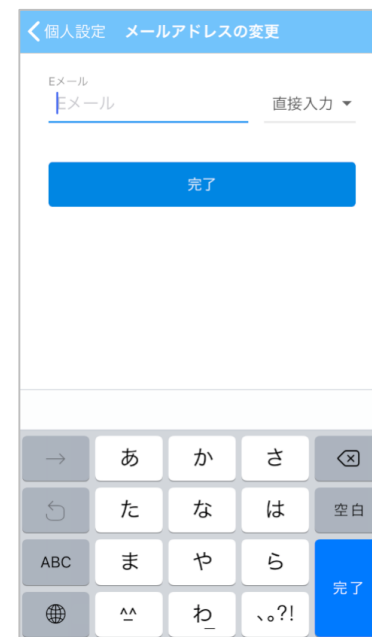 個人設定 メールアドレスの変更
Eメール
Eメール 直接入力
完了
→ あ か さ
た な は 空白
ABC ま や ら
完了
^^ わ 、。?!